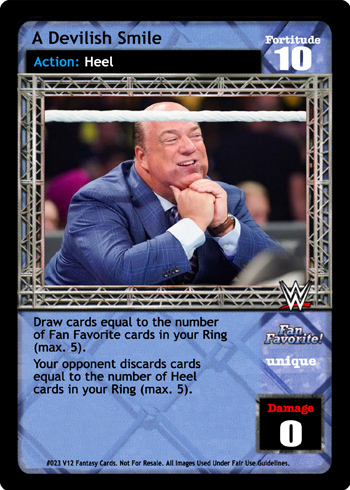 A Devilish Smile
Fortitude
10
Action: Heel
W
Draw cards equal to the number
of Fan Favorite cards in your Ring
(max. 5).
Fan
Favorite!
unique
Your opponent discards cards
equal to the number of Heel
cards in your Ring (max. 5).
Damage
0
#023 V12 Fantasy Cards. Not For Resale. All Images Used Under Fair Use Guidelines.